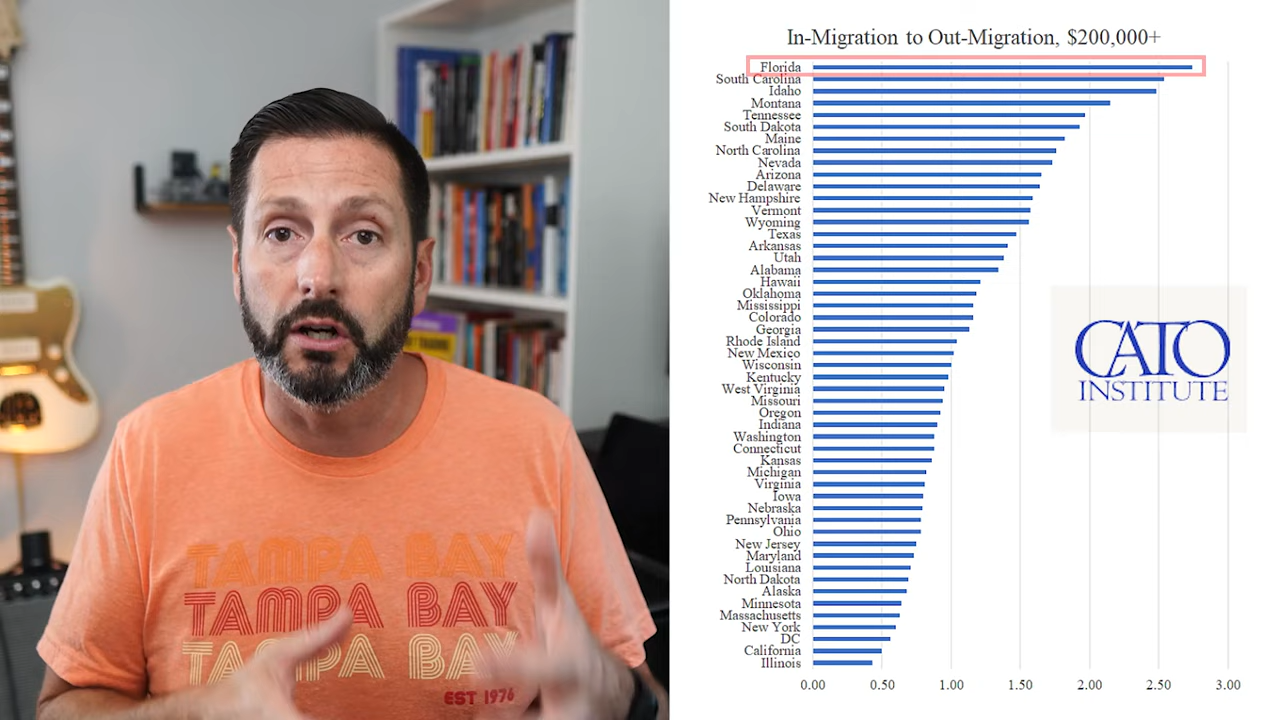 TAMPA BAY
TAMPA BAY
TAMPA BAY
EST 1976
In-Migration to Out-Migration, $200,000+
Florida
South Carolina
Idaho
Montana
Tennessee
South Dakota
Maine
North Carolina
Nevada
Arizona
Delaware
New Hampshire
Vermont
Wyoming
Texas
Arkansas
Utah
Alabama
Hawaii
Oklahoma
Mississippi
Colorado
Georgia
Rhode Island
New Mexico
Wisconsin
Kentucky
West Virginia
Missouri
Oregon
Indiana
Washington
Connecticut
Kansas
Michigan
Virginia
Iowa
Nebraska
Pennsylvania
Ohio
New Jersey
Maryland
Louisiana
North Dakota
Alaska
Minnesota
Massachusetts
New York
DC
California
Illinois
0.00 0.50 1.00 1.50 2.00 2.50 3.00
CATO
INSTITUTE